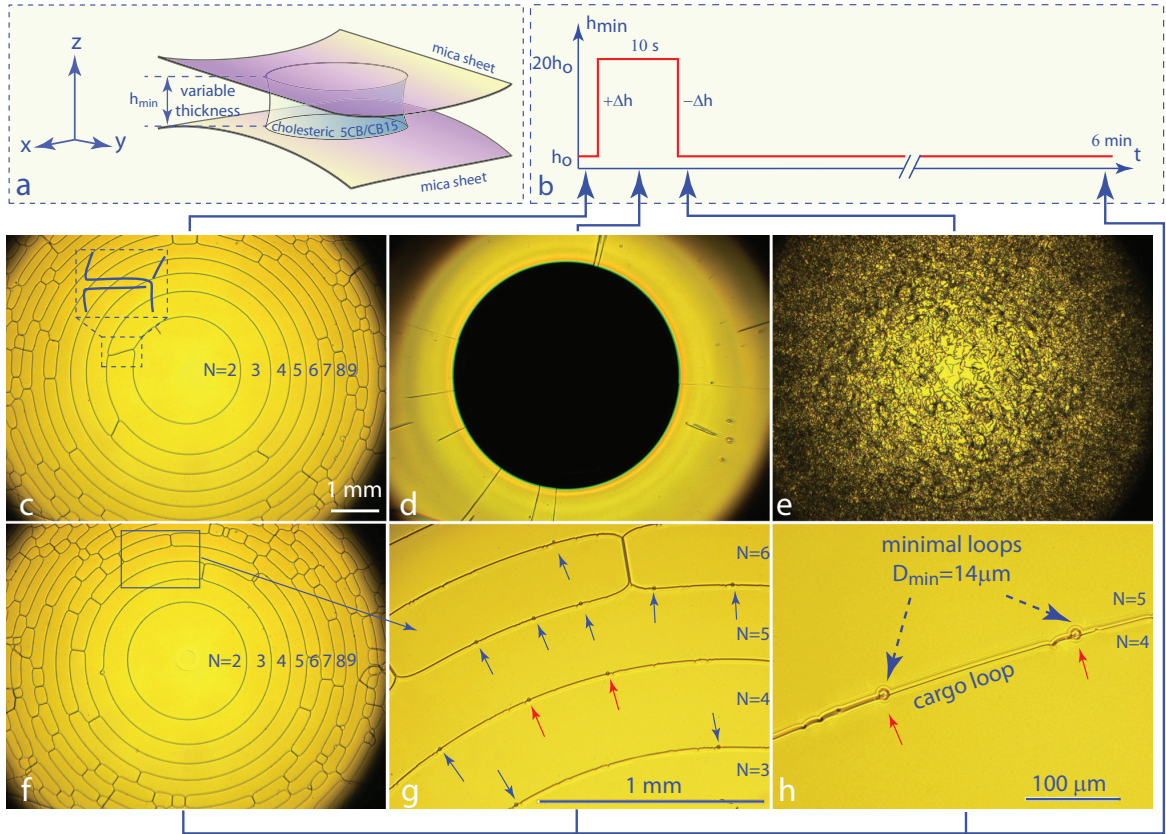 z
x
y
h_min
variable
thickness
mica sheet
cholesteric 5CB/CB15
mica sheet
a
h_min
20h_o
10 s
+Δh
−Δh
h_o
6 min
t
b
N=2 3 4 5 6 7 8 9
1 mm
c
d
e
N=2 3 4 5 6 7 8 9
f
N=6
N=5
N=4
N=3
1 mm
g
minimal loops
D_min=14μm
N=5
N=4
cargo loop
100 μm
h